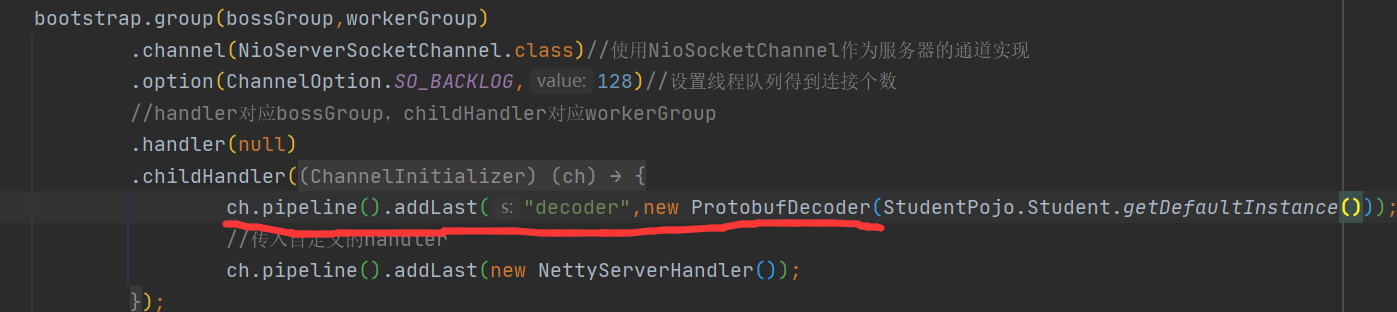 bootstrap.group(bossGroup,workerGroup)
.channel(NioServerSocketChannel.class)//使用NioSocketChannel作为服务器的通道实现
.option(ChannelOption.SO_BACKLOG, value: 128)//设置线程队列得到连接个数
//handler对应bossGroup，childHandler对应workerGroup
.handler(null)
.childHandler((ChannelInitializer) (ch) → {
ch.pipeline().addLast( s: "decoder",new ProtobufDecoder(StudentPojo.Student.getDefaultInstance()));
//传入自定义的handler
ch.pipeline().addLast(new NettyServerHandler());
});